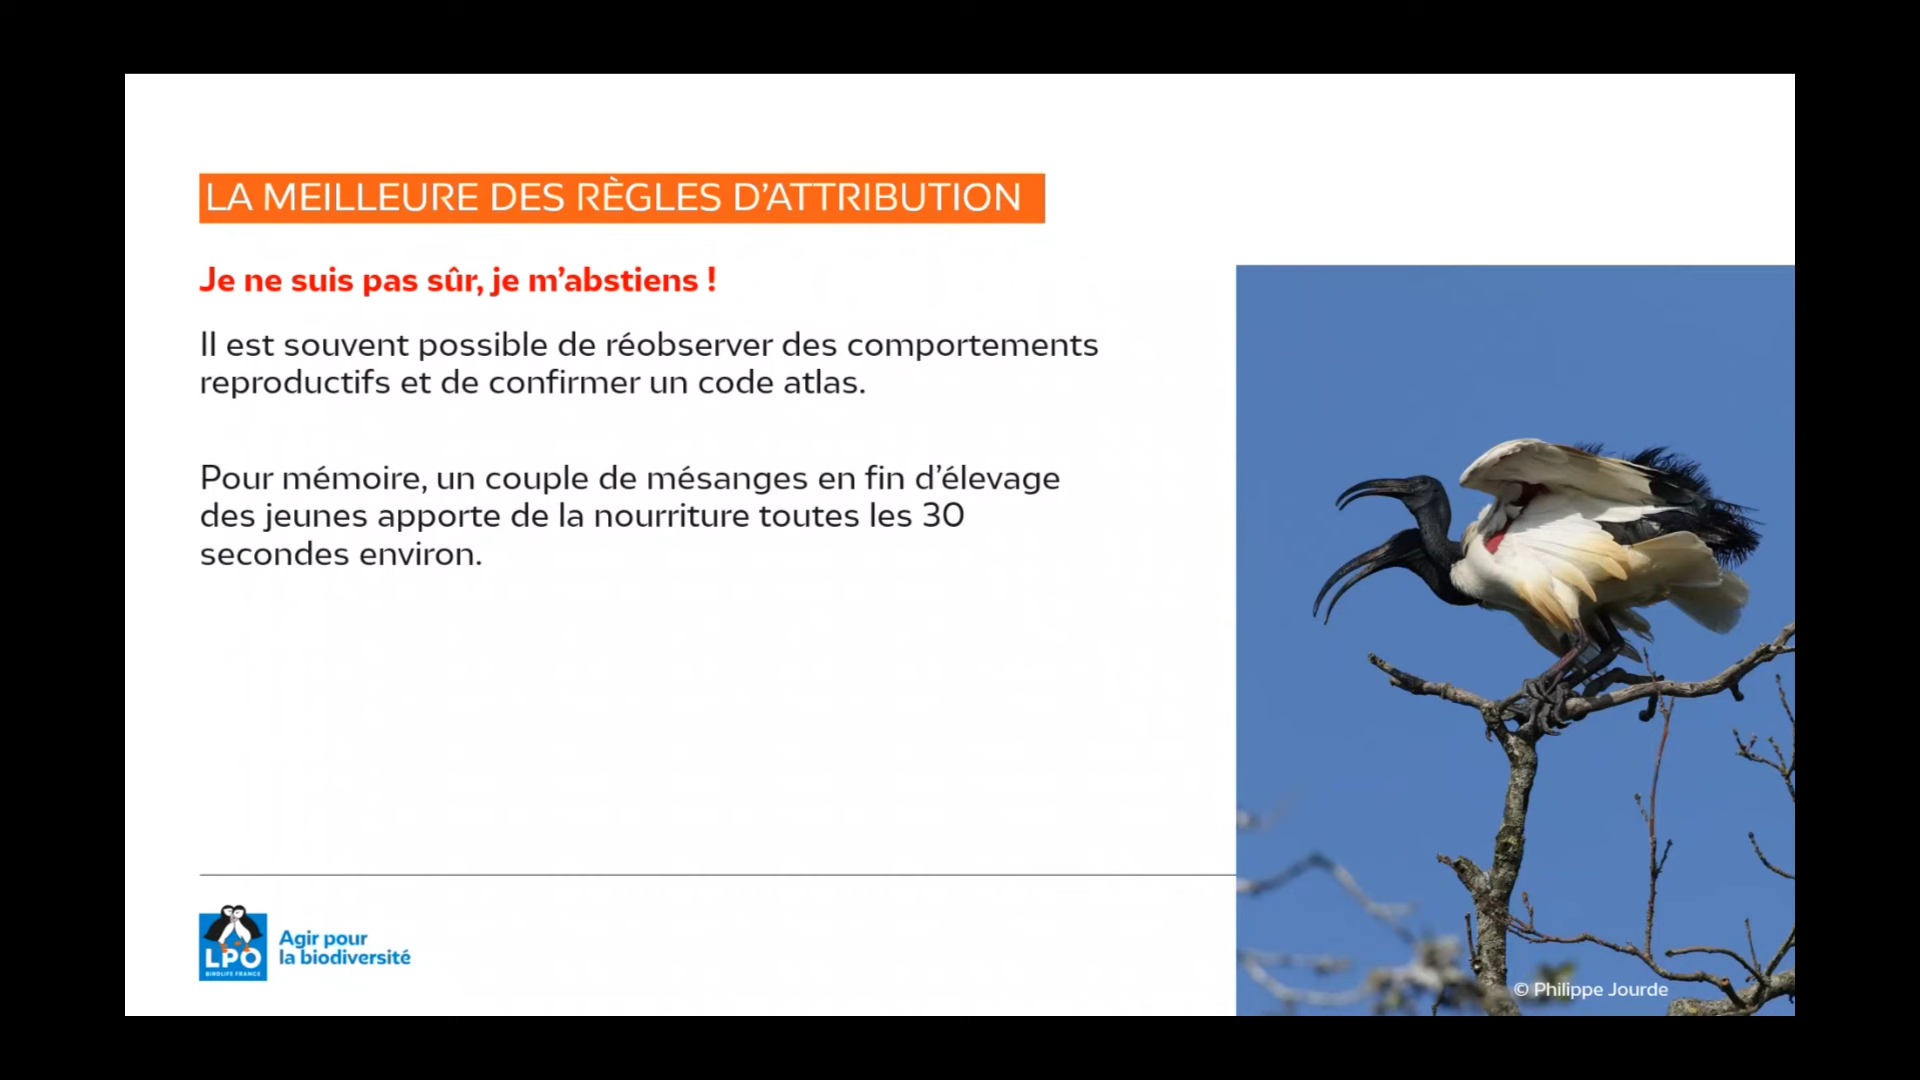 LA MEILLEURE DES RÈGLES D’ATTRIBUTION
Je ne suis pas sûr, je m’abstiens !
Il est souvent possible de réobserver des comportements
reproductifs et de confirmer un code atlas.
Pour mémoire, un couple de mésanges en fin d’élevage
des jeunes apporte de la nourriture toutes les 30
secondes environ.
LPO
BIRDLIFE FRANCE
Agir pour
la biodiversité
© Philippe Jourde